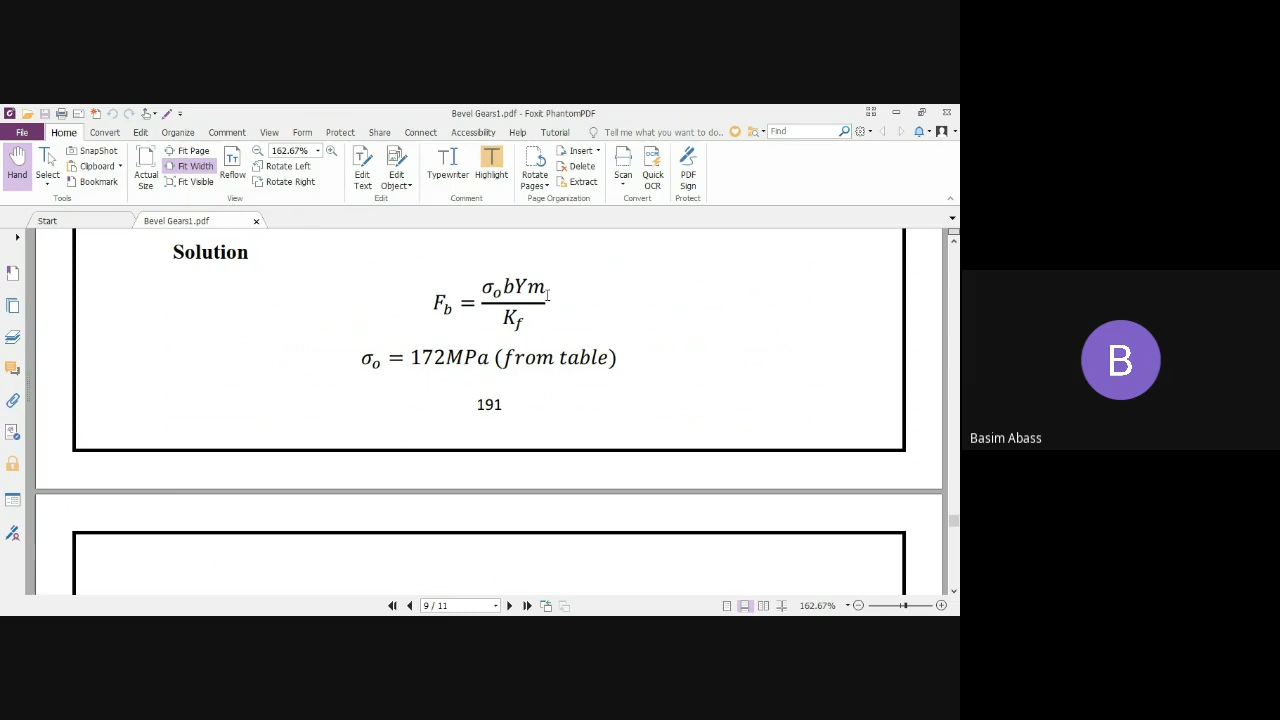 Bevel Gears1.pdf - Foxit PhantomPDF
File Home Convert Edit Organize Comment View Form Protect Share Connect Accessibility Help Tutorial Tell me what you want to do.. Find
Hand
Select
SnapShot
Clipboard
Bookmark
Tools
Actual Size
Fit Page
Fit Width
Fit Visible
Reflow
162.67%
Rotate Left
Rotate Right
View
Edit Text
Edit Object
Edit
Typewriter
Highlight
Comment
Rotate Pages
Insert
Delete
Extract
Page Organization
Scan
Quick OCR
Convert
PDF Sign
Protect
Start
Bevel Gears1.pdf
Solution
F_b = σ_o bYm / K_f
σ_o = 172MPa (from table)
191
9 / 11
162.67%
B
Basim Abass